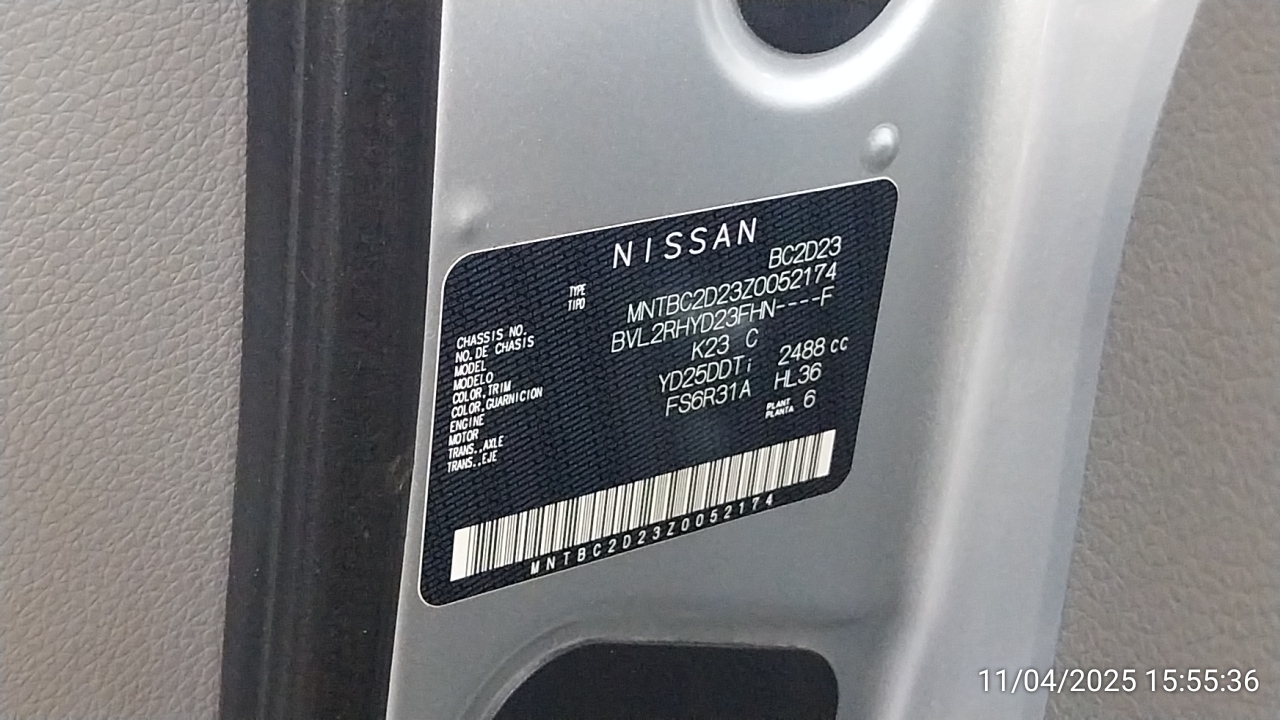 NISSAN
TYPE
TIPO
BC2D23
CHASSIS NO.
NO. DE CHASIS
MNTBC2D23Z0052174
MODEL
MODELO
BVL2RHYD23FHN----F
COLOR, TRIM
COLOR, GUARNICION
K23 C
ENGINE
MOTOR
YD25DDTi 2488 cc
TRANS., AXLE
TRANS., EJE
FS6R31A HL36
PLANT
PLANTA
6
MNTBC2D23Z0052174
11/04/2025 15:55:36